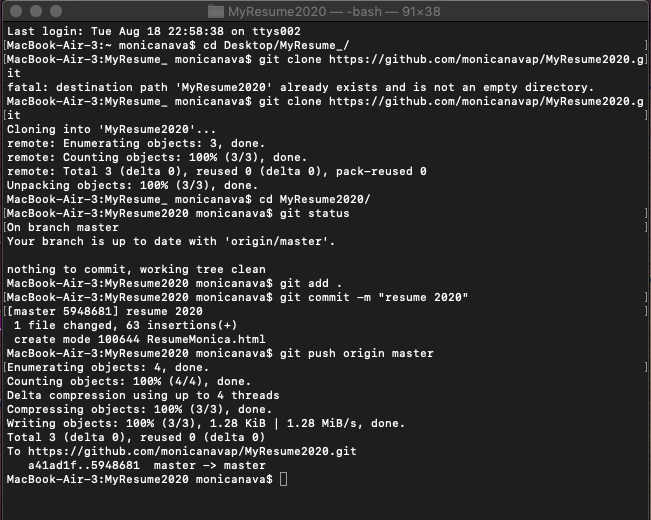 MyResume2020 — -bash — 91×38
Last login: Tue Aug 18 22:58:38 on ttys002
[MacBook-Air-3:~ monicanava$ cd Desktop/MyResume_/ ]
[MacBook-Air-3:MyResume_ monicanava$ git clone https://github.com/monicanavap/MyResume2020.g]
it
fatal: destination path 'MyResume2020' already exists and is not an empty directory.
MacBook-Air-3:MyResume_ monicanava$ git clone https://github.com/monicanavap/MyResume2020.g
[it ]
Cloning into 'MyResume2020'...
remote: Enumerating objects: 3, done.
remote: Counting objects: 100% (3/3), done.
remote: Total 3 (delta 0), reused 0 (delta 0), pack-reused 0
Unpacking objects: 100% (3/3), done.
MacBook-Air-3:MyResume_ monicanava$ cd MyResume2020/
[MacBook-Air-3:MyResume2020 monicanava$ git status ]
[On branch master ]
Your branch is up to date with 'origin/master'.
nothing to commit, working tree clean
MacBook-Air-3:MyResume2020 monicanava$ git add .
[MacBook-Air-3:MyResume2020 monicanava$ git commit -m "resume 2020" ]
[[master 5948681] resume 2020 ]
1 file changed, 63 insertions(+)
create mode 100644 ResumeMonica.html
MacBook-Air-3:MyResume2020 monicanava$ git push origin master
[Enumerating objects: 4, done. ]
Counting objects: 100% (4/4), done.
Delta compression using up to 4 threads
Compressing objects: 100% (3/3), done.
Writing objects: 100% (3/3), 1.28 KiB | 1.28 MiB/s, done.
Total 3 (delta 0), reused 0 (delta 0)
To https://github.com/monicanavap/MyResume2020.git
a41ad1f..5948681 master -> master
MacBook-Air-3:MyResume2020 monicanava$